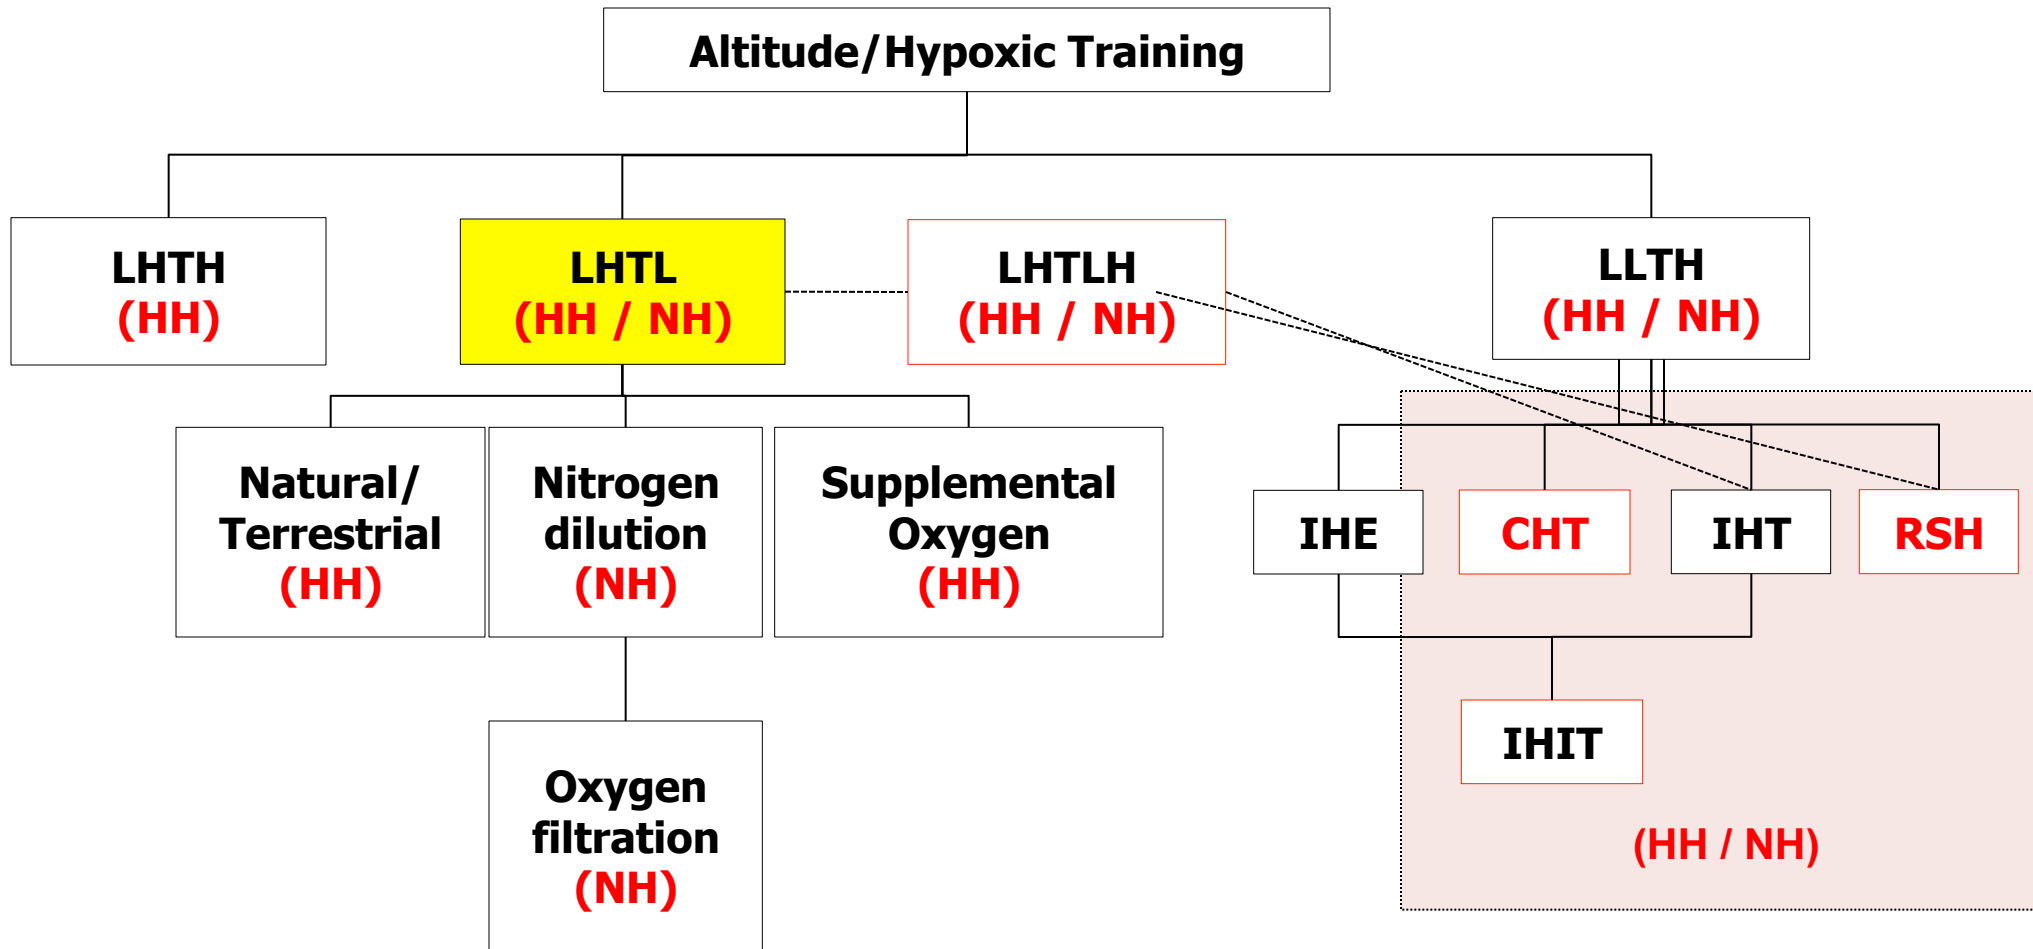 Altitude/Hypoxic Training
LHTH
(HH)
LHTL
(HH / NH)
LHTLH
(HH / NH)
LLTH
(HH / NH)
Natural/
Terrestrial
(HH)
Nitrogen
dilution
(NH)
Supplemental
Oxygen
(HH)
IHE
CHT
IHT
RSH
IHIT
Oxygen
filtration
(NH)
(HH / NH)